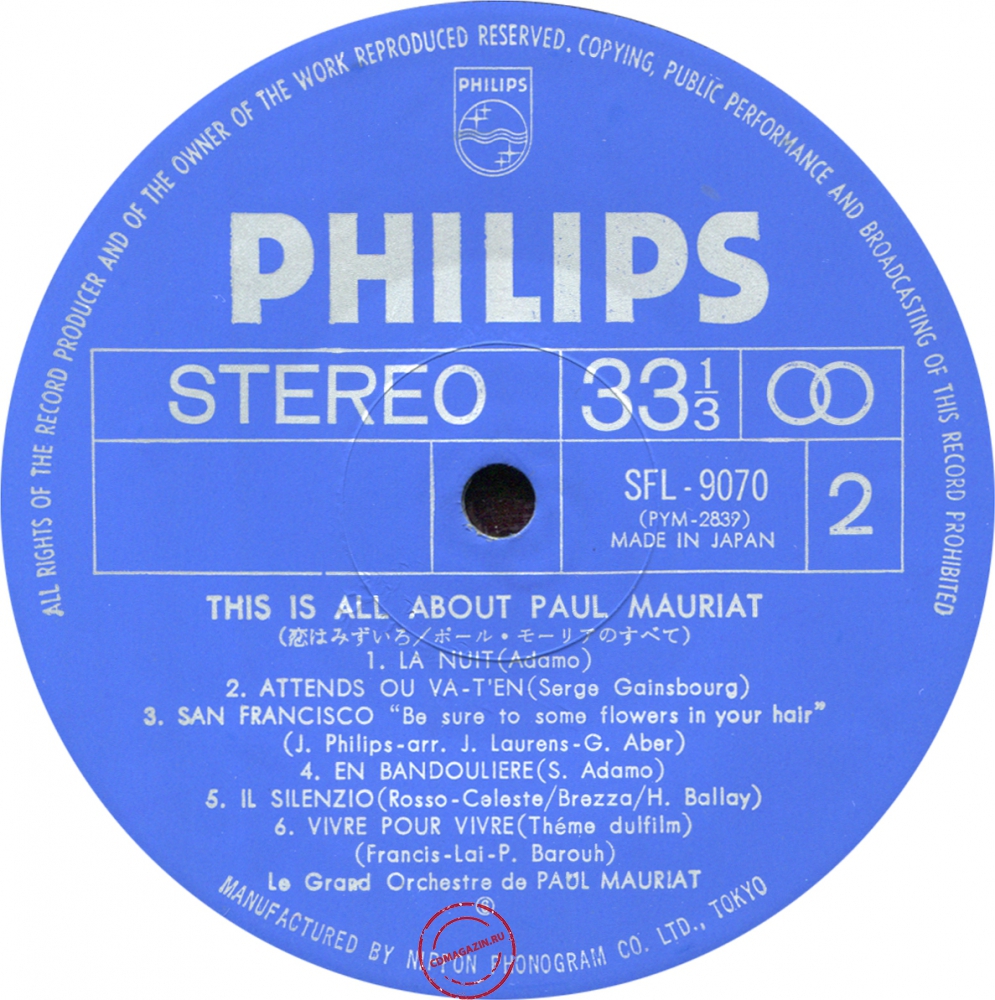 ALL RIGHTS OF THE RECORD PRODUCER AND OF THE OWNER OF THE WORK REPRODUCED RESERVED. COPYING, PUBLIC PERFORMANCE AND BROADCASTING OF THIS RECORD PROHIBITED
PHILIPS
PHILIPS
STEREO
33 1/3
SFL-9070
(PYM-2839)
MADE IN JAPAN
2
THIS IS ALL ABOUT PAUL MAURIAT
(恋はみずいろ/ポール・モーリアのすべて)
1. LA NUIT(Adamo)
2. ATTENDS OU VA-T'EN(Serge Gainsbourg)
3. SAN FRANCISCO “Be sure to some flowers in your hair”
(J. Philips-arr. J. Laurens-G. Aber)
4. EN BANDOULIERE(S. Adamo)
5. IL SILENZIO(Rosso-Celeste/Brezza/H. Ballay)
6. VIVRE POUR VIVRE(Théme dulfilm)
(Francis-Lai-P. Barouh)
Le Grand Orchestre de PAUL MAURIAT
℗
MANUFACTURED BY NIPPON PHONOGRAM CO. LTD., TOKYO
CDMAGAZIN.RU